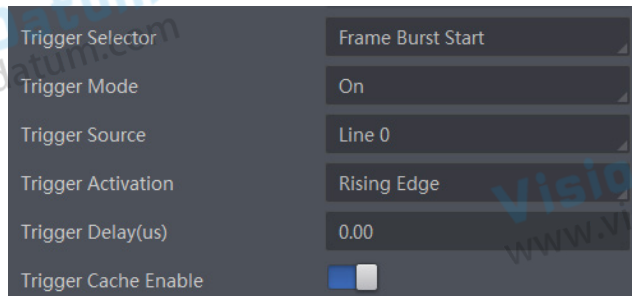 Trigger Selector Frame Burst Start
Trigger Mode On
Trigger Source Line 0
Trigger Activation Rising Edge
Trigger Delay(us) 0.00
Trigger Cache Enable